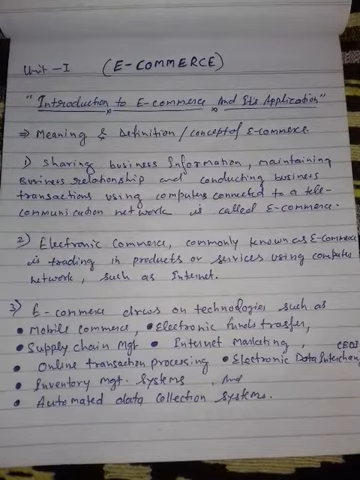 Unit -I (E-COMMERCE)
"Introduction to E-commerce And Its Application"
⇒ Meaning & Definition/concept of E-commerce.
1) Sharing business Information, maintaining
Business relationship and conducting business
transactions using computers connected to a tele-
communication network is called E-commerce.
2) Electronic Commerce, commonly known as E-Commerce
is trading in products or services using computer
network, such as Internet.
3) E-commerce draws on technologies such as
• Mobile commerce, • Electronic funds trasfer,
• Supply chain Mgt • Internet Marketing,
• Online transaction processing • Electronic Data Interchan (EDI)
• Inventory mgt. Systems, And
• Automated data collection systems.